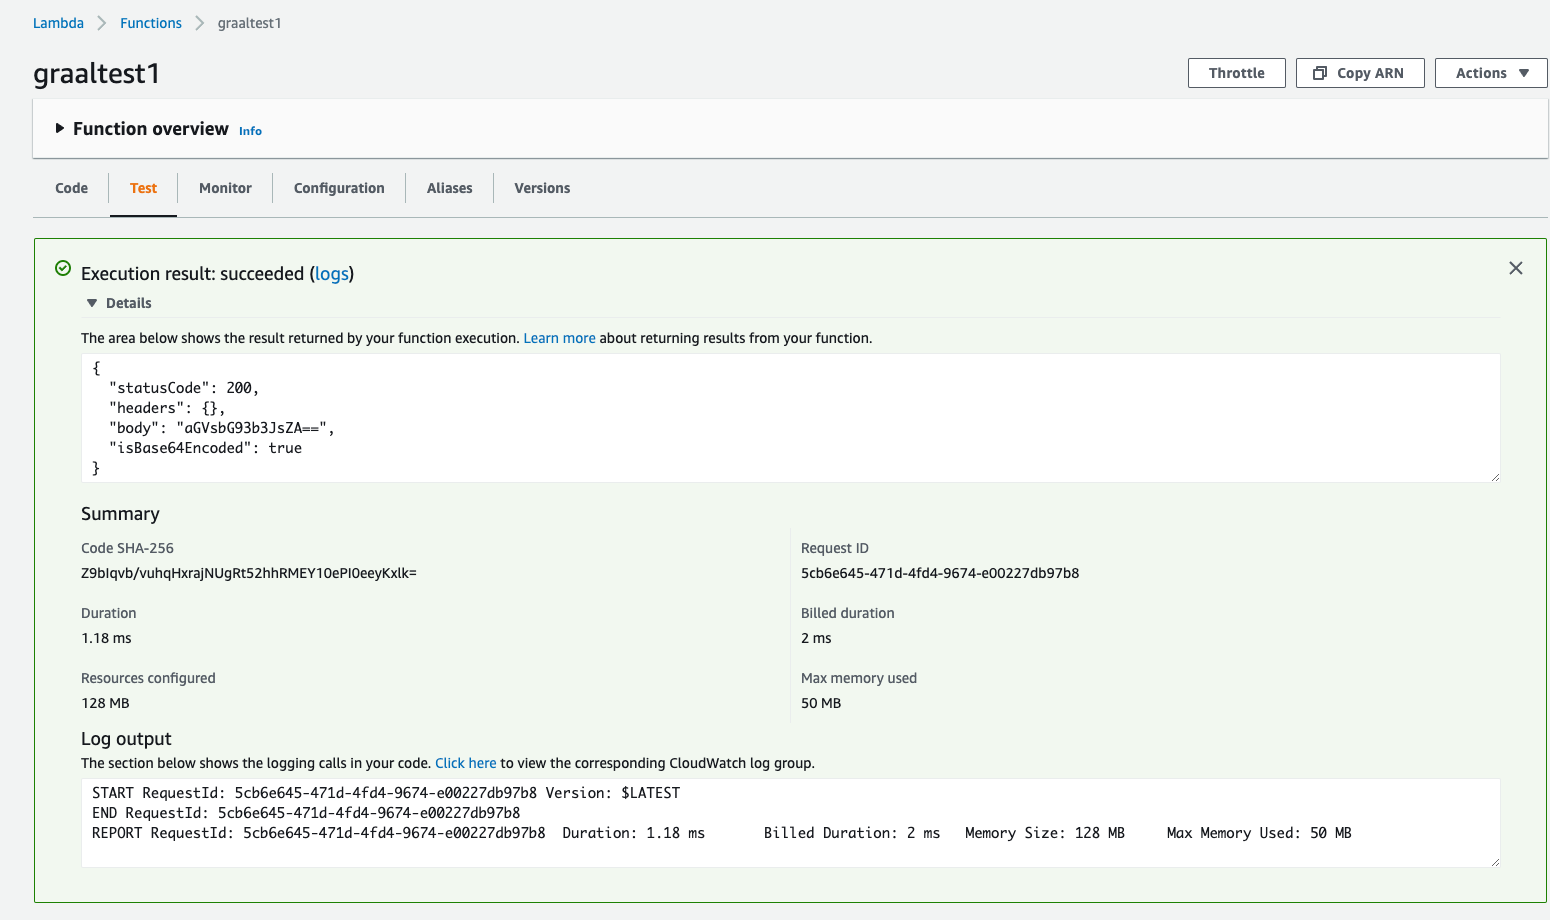 Lambda > Functions > graaltest1
graaltest1
Throttle Copy ARN Actions
Function overview Info
Code Test Monitor Configuration Aliases Versions
Execution result: succeeded (logs)
Details
The area below shows the result returned by your function execution. Learn more about returning results from your function.
{
  "statusCode": 200,
  "headers": {},
  "body": "aGVsbG93b3JsZA==",
  "isBase64Encoded": true
}
Summary
Code SHA-256
Z9bIqvb/vuhqHxrajNUgRt52hhRMEY10ePI0eeyKxlk=
Request ID
5cb6e645-471d-4fd4-9674-e00227db97b8
Duration
1.18 ms
Billed duration
2 ms
Resources configured
128 MB
Max memory used
50 MB
Log output
The section below shows the logging calls in your code. Click here to view the corresponding CloudWatch log group.
START RequestId: 5cb6e645-471d-4fd4-9674-e00227db97b8 Version: $LATEST
END RequestId: 5cb6e645-471d-4fd4-9674-e00227db97b8
REPORT RequestId: 5cb6e645-471d-4fd4-9674-e00227db97b8 Duration: 1.18 ms Billed Duration: 2 ms Memory Size: 128 MB Max Memory Used: 50 MB